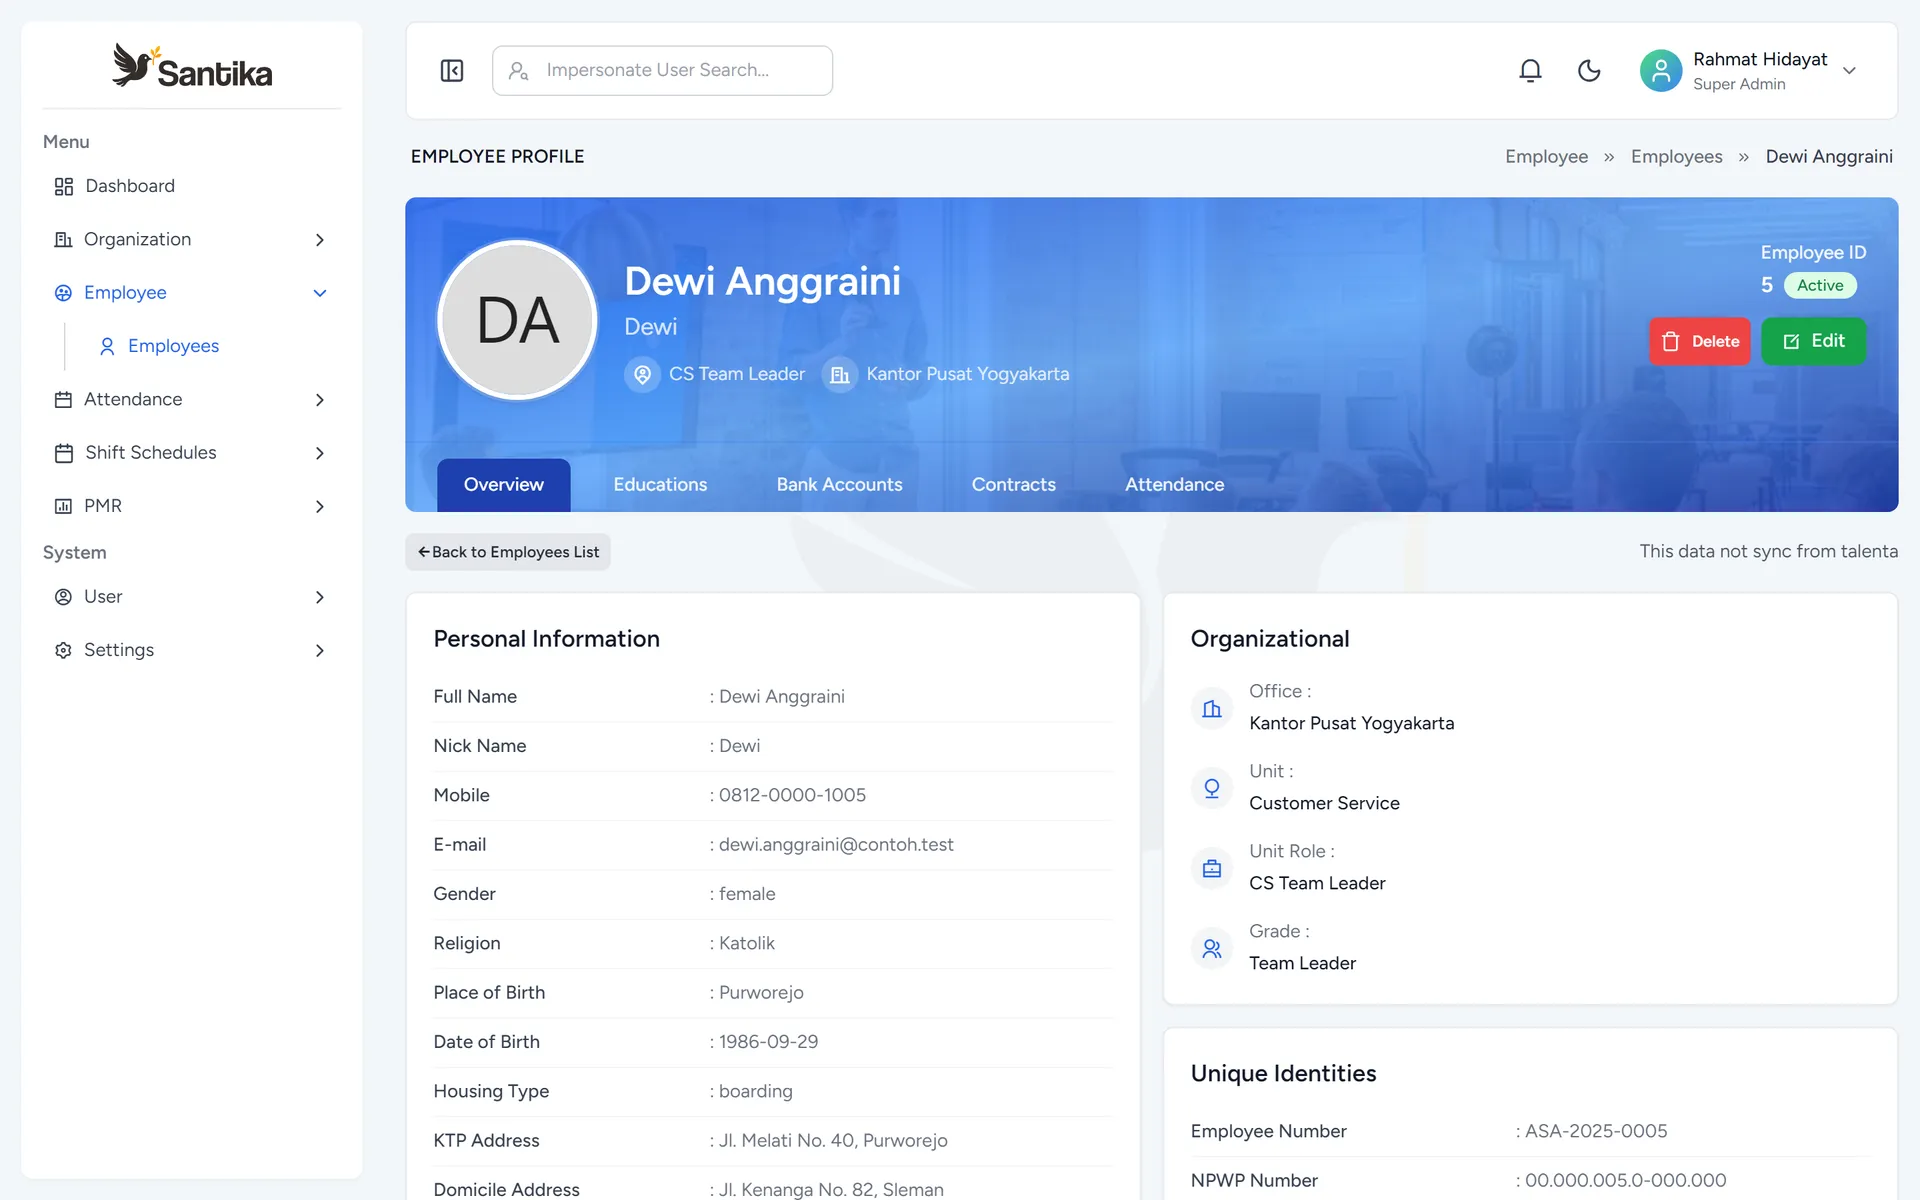 Santika
Menu
Dashboard
Organization
Employee
Employees
Attendance
Shift Schedules
PMR
System
User
Settings
Impersonate User Search...
Rahmat Hidayat
Super Admin
EMPLOYEE PROFILE
Employee » Employees » Dewi Anggraini
DA
Dewi Anggraini
Dewi
CS Team Leader Kantor Pusat Yogyakarta
Employee ID
5 Active
Delete Edit
Overview Educations Bank Accounts Contracts Attendance
←Back to Employees List
This data not sync from talenta
Personal Information
Full Name : Dewi Anggraini
Nick Name : Dewi
Mobile : 0812-0000-1005
E-mail : dewi.anggraini@contoh.test
Gender : female
Religion : Katolik
Place of Birth : Purworejo
Date of Birth : 1986-09-29
Housing Type : boarding
KTP Address : Jl. Melati No. 40, Purworejo
Domicile Address : Jl. Kenanga No. 82, Sleman
Organizational
Office :
Kantor Pusat Yogyakarta
Unit :
Customer Service
Unit Role :
CS Team Leader
Grade :
Team Leader
Unique Identities
Employee Number : ASA-2025-0005
NPWP Number : 00.000.005.0-000.000